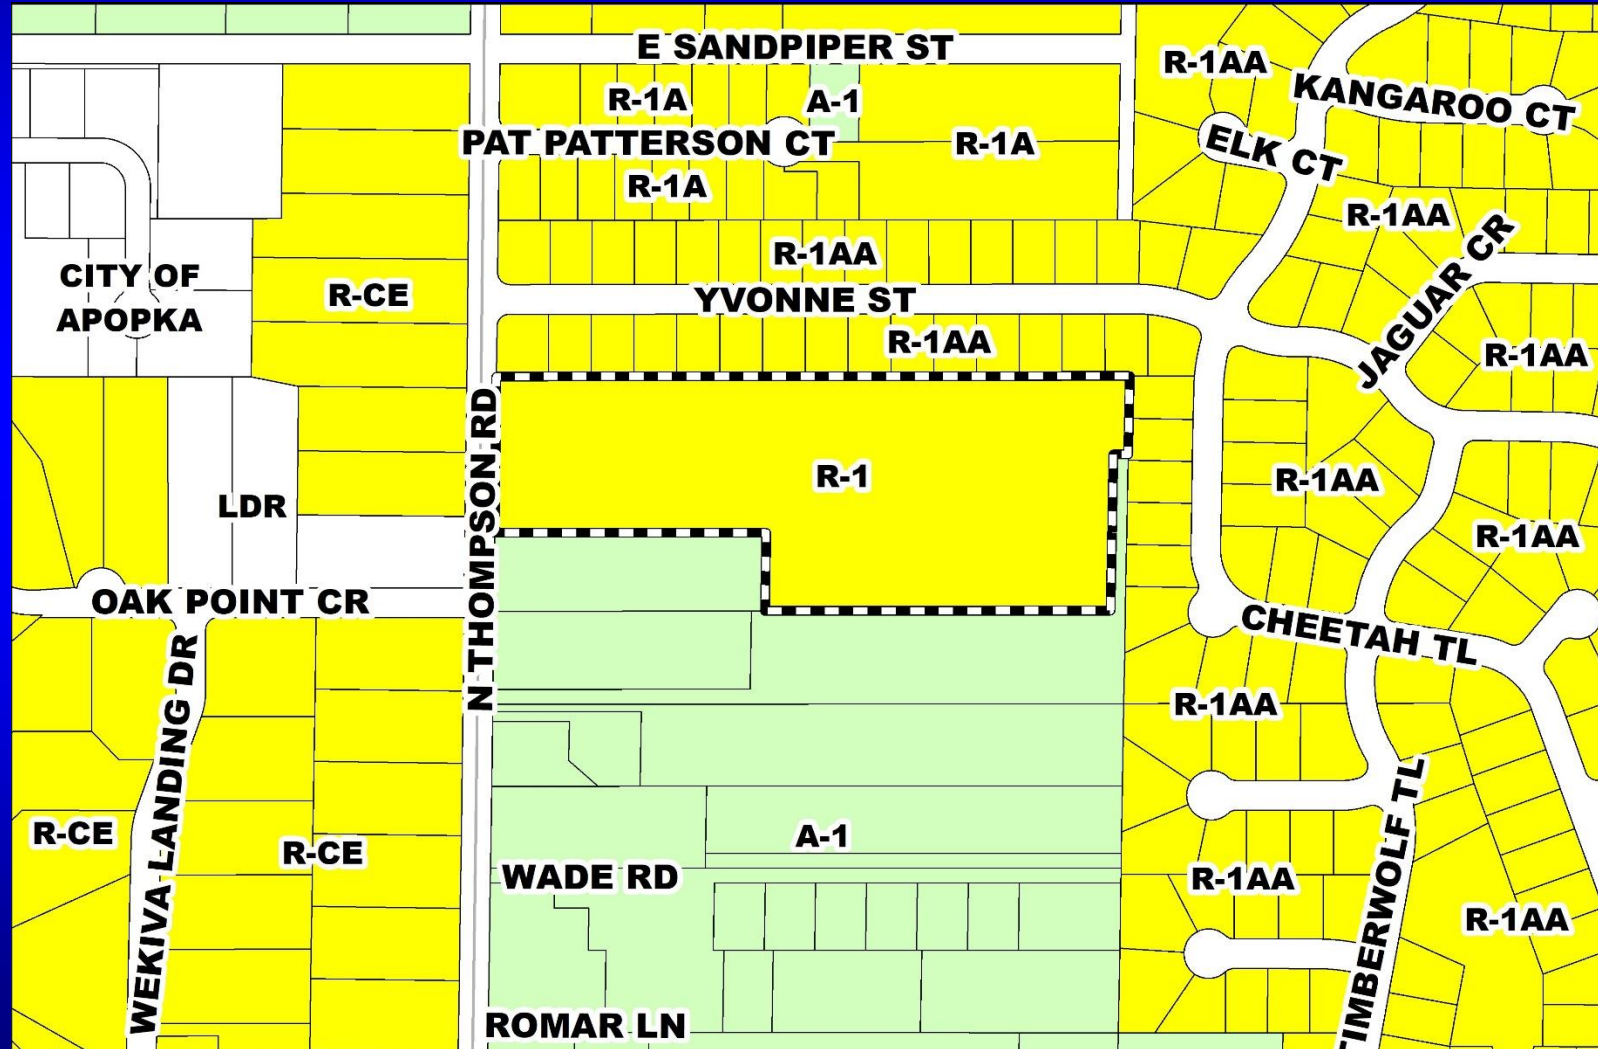 E SANDPIPER ST
R-1AA
KANGAROO CT
R-1A
A-1
PAT PATTERSON CT
R-1A
ELK CT
R-1A
R-1AA
R-1AA
JAGUAR CR
CITY OF
APOPKA
R-CE
YVONNE ST
R-1AA
R-1AA
N THOMPSON RD
R-1
R-1AA
LDR
R-1AA
OAK POINT CR
CHEETAH TL
WEKIVA LANDING DR
R-1AA
TIMBERWOLF TL
R-CE
R-CE
A-1
WADE RD
R-1AA
R-1AA
ROMAR LN